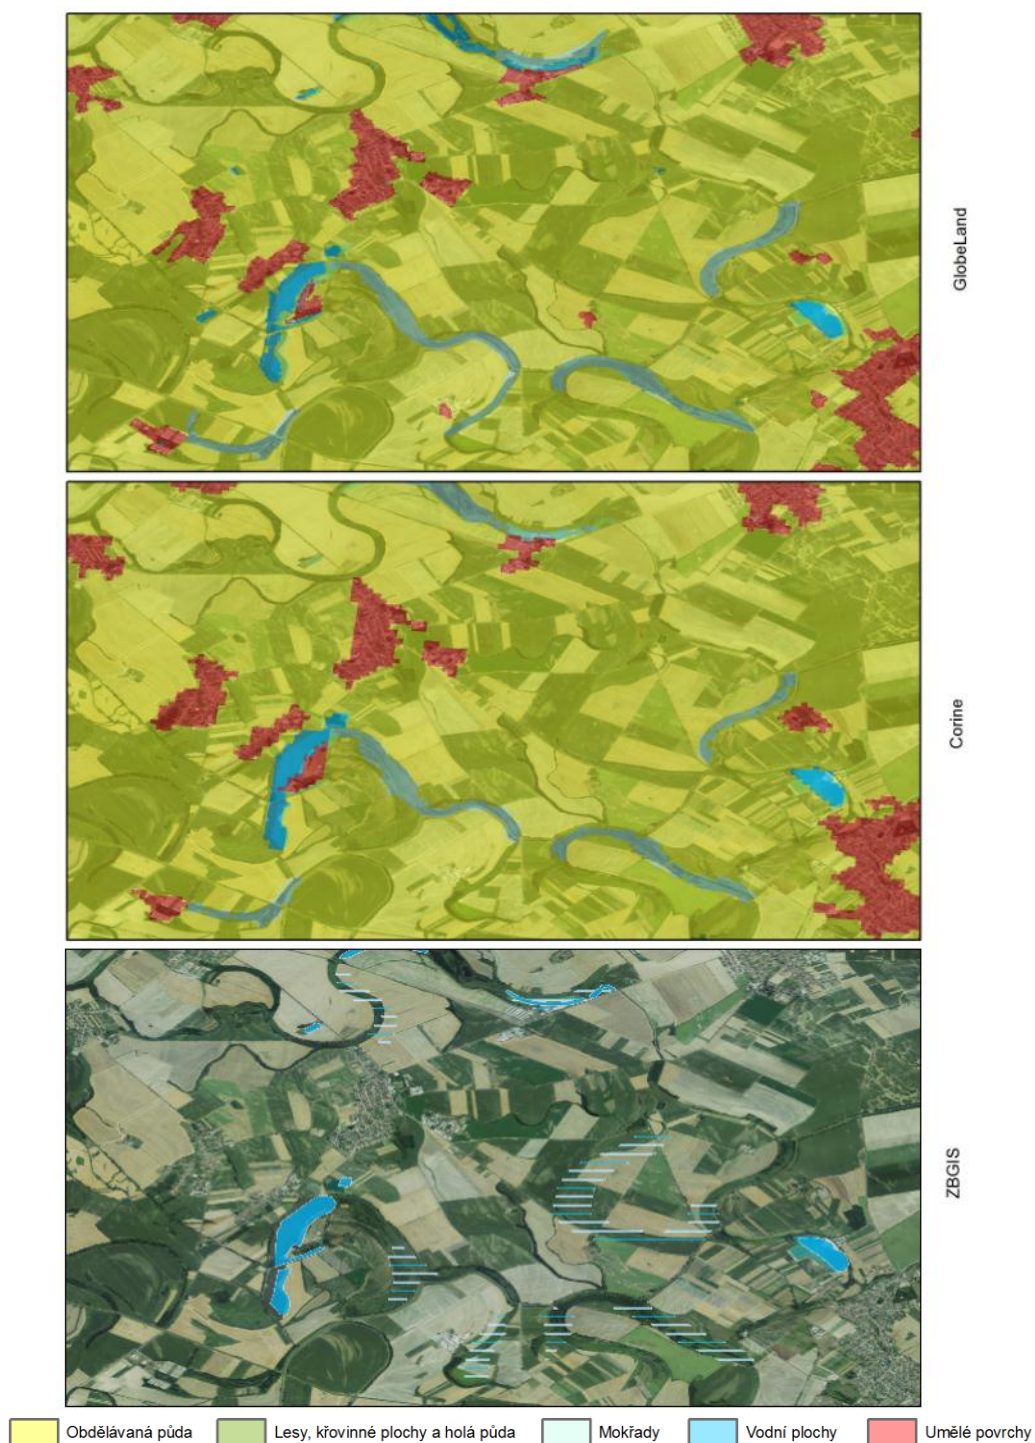 GlobeLand
Corine
ZBGIS
Obdělávaná půda
Lesy, křovinné plochy a holá půda
Mokřady
Vodní plochy
Umělé povrchy